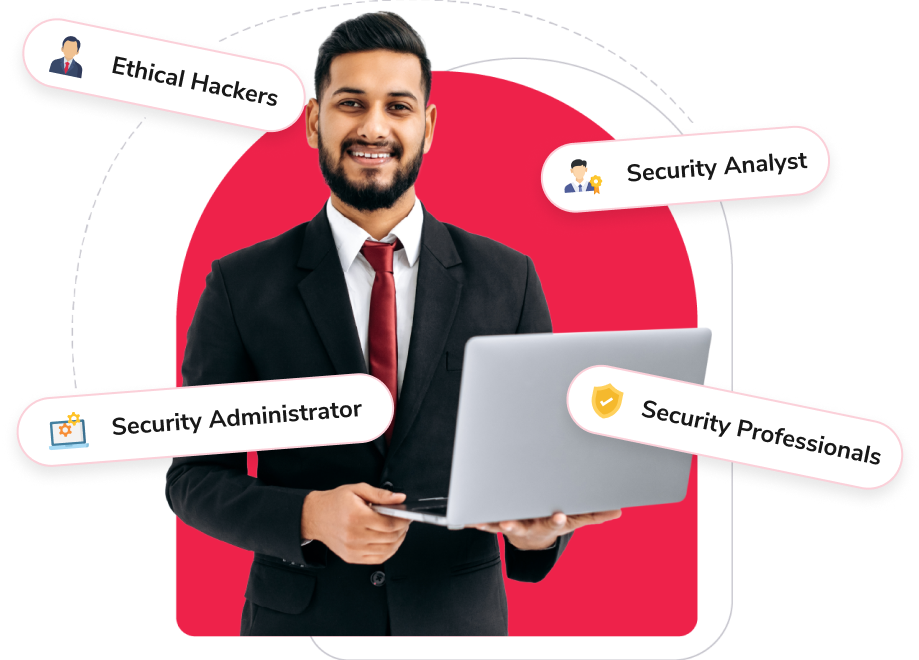 Ethical Hackers
Security Analyst
Security Administrator
Security Professionals